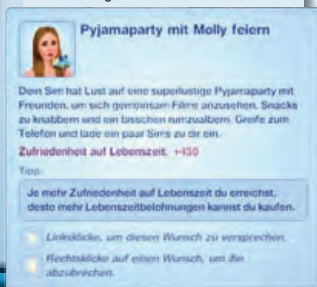 Pyjamaparty mit Molly feiern
Dein Sim hat Lust auf eine superlustige Pyjamaparty mit
Freunden, um sich gemeinsam Filme anzusehen, Snacks
zu knabbern und ein bisschen rumzualbern. Greife zum
Telefon und lade ein paar Sims zu dir ein.
Zufriedenheit auf Lebenszeit: +450
Tipp:
Je mehr Zufriedenheit auf Lebenszeit du erreichst,
desto mehr Lebenszeitbelohnungen kannst du kaufen.
Linksklicke, um diesen Wunsch zu versprechen.
Rechtsklicke auf einen Wunsch, um ihn
abzubrechen.